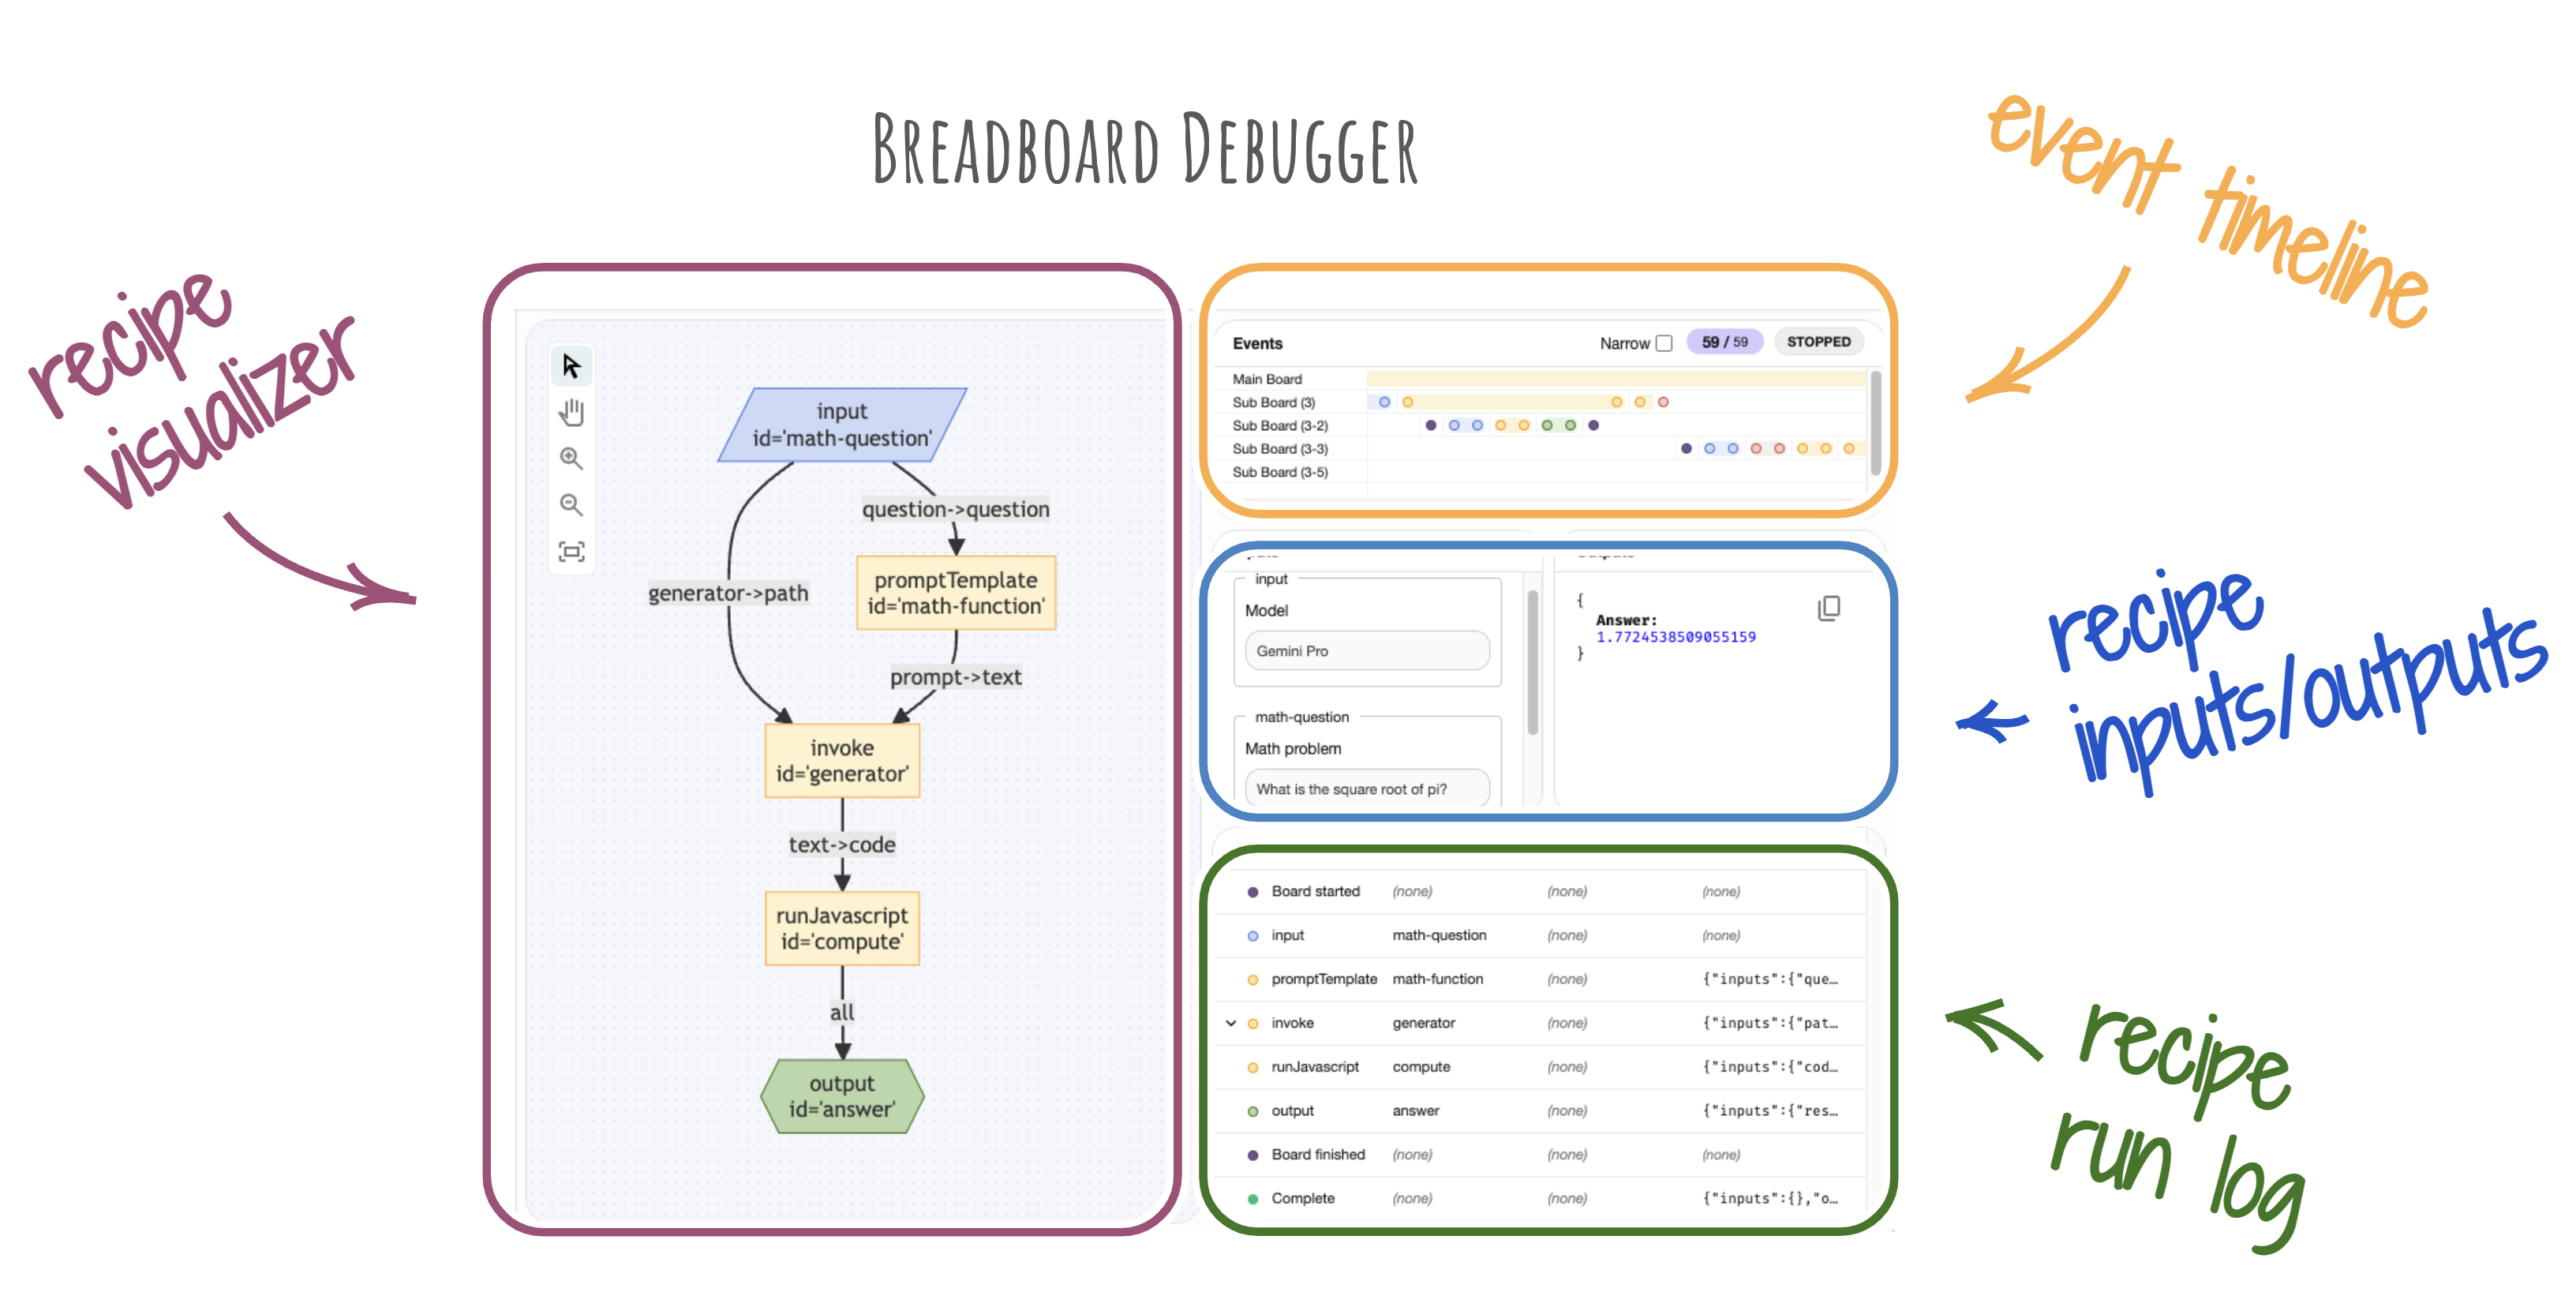 BREADBOARD DEBUGGER
recipe
visualizer
input
id='math-question'
question->question
generator->path
promptTemplate
id='math-function'
prompt->text
invoke
id='generator'
text->code
runJavascript
id='compute'
all
output
id='answer'
event timeline
Events Narrow 59 / 59 STOPPED
Main Board
Sub Board (3)
Sub Board (3-2)
Sub Board (3-3)
Sub Board (3-5)
recipe
inputs/outputs
input
Model
Gemini Pro
math-question
Math problem
What is the square root of pi?
{
Answer:
1.7724538509055159
}
recipe
run log
Board started (none) (none) (none)
input math-question (none) (none)
promptTemplate math-function (none) {"inputs":{"que…
invoke generator (none) {"inputs":{"pat…
runJavascript compute (none) {"inputs":{"cod…
output answer (none) {"inputs":{"res…
Board finished (none) (none) (none)
Complete (none) (none) {"inputs":{},"o…